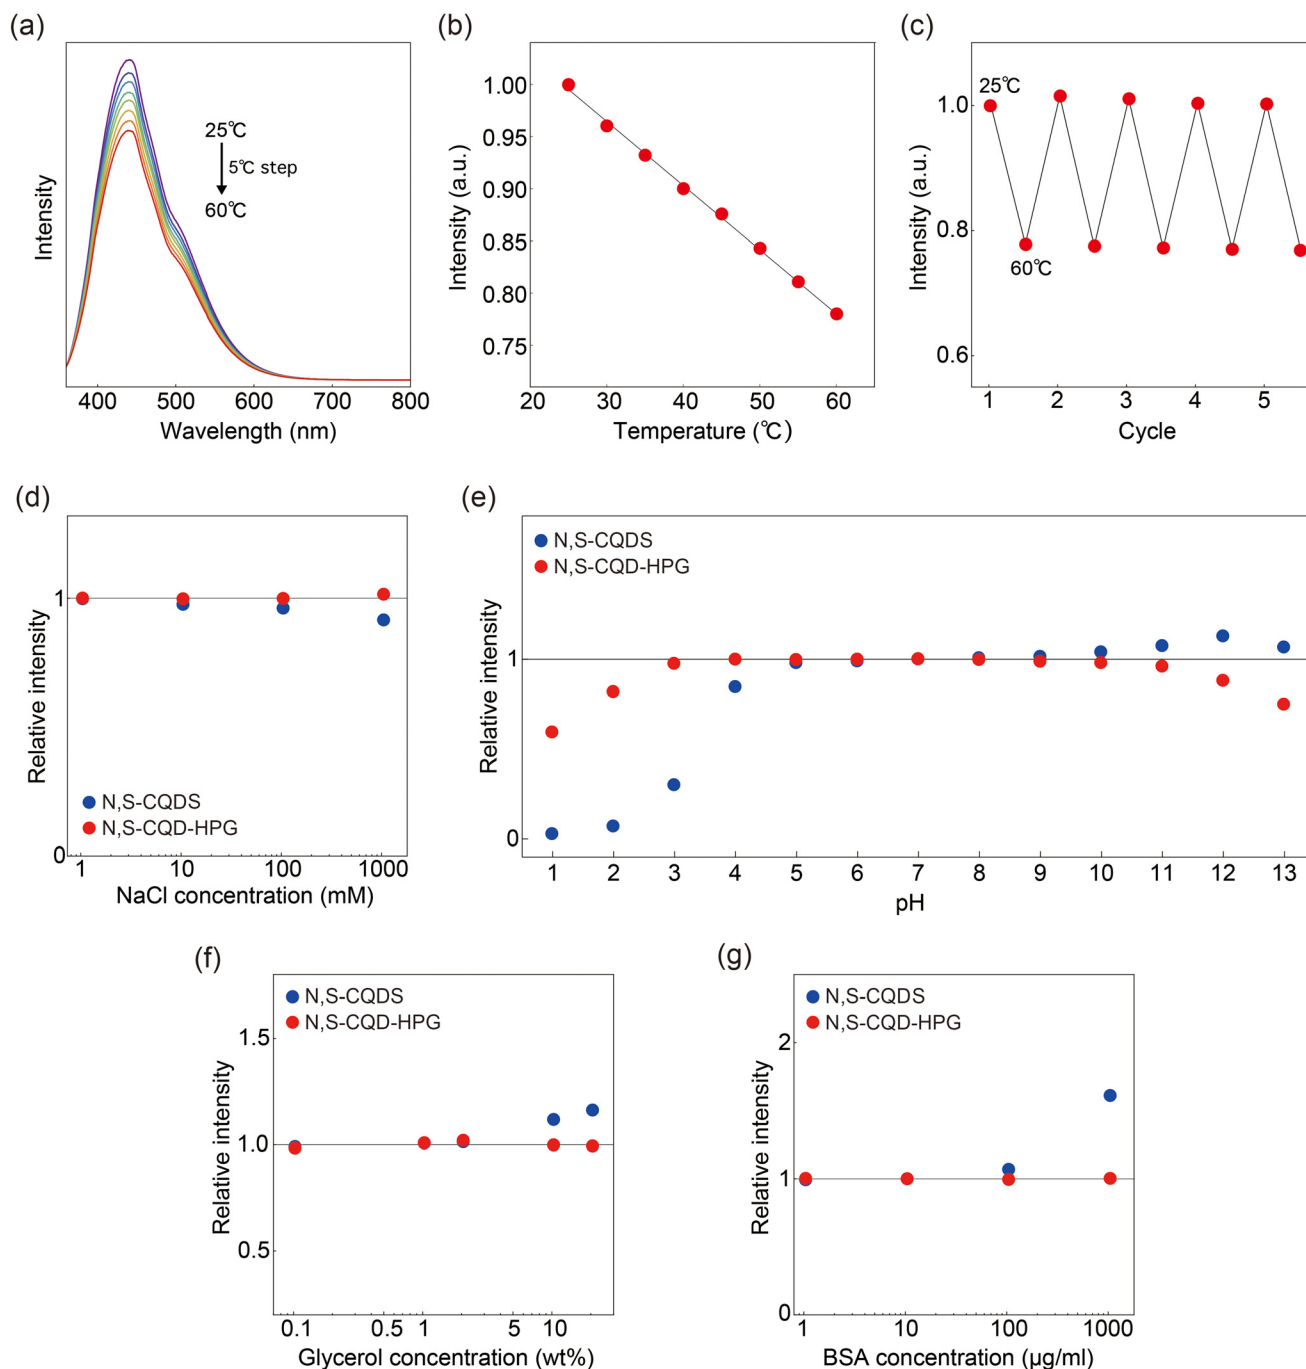 (a)
Intensity
25℃
5℃ step
60℃
400 500 600 700 800
Wavelength (nm)
(b)
Intensity (a.u.)
1.00
0.95
0.90
0.85
0.80
0.75
20 30 40 50 60
Temperature (℃)
(c)
Intensity (a.u.)
1.0
0.8
0.6
25℃
60℃
1 2 3 4 5
Cycle
(d)
Relative intensity
1
0
N,S-CQDS
N,S-CQD-HPG
1 10 100 1000
NaCl concentration (mM)
(e)
Relative intensity
1
0
N,S-CQDS
N,S-CQD-HPG
1 2 3 4 5 6 7 8 9 10 11 12 13
pH
(f)
Relative intensity
1.5
1.0
0.5
N,S-CQDS
N,S-CQD-HPG
0.1 0.5 1 5 10
Glycerol concentration (wt%)
(g)
Relative intensity
2
1
0
N,S-CQDS
N,S-CQD-HPG
1 10 100 1000
BSA concentration (μg/ml)